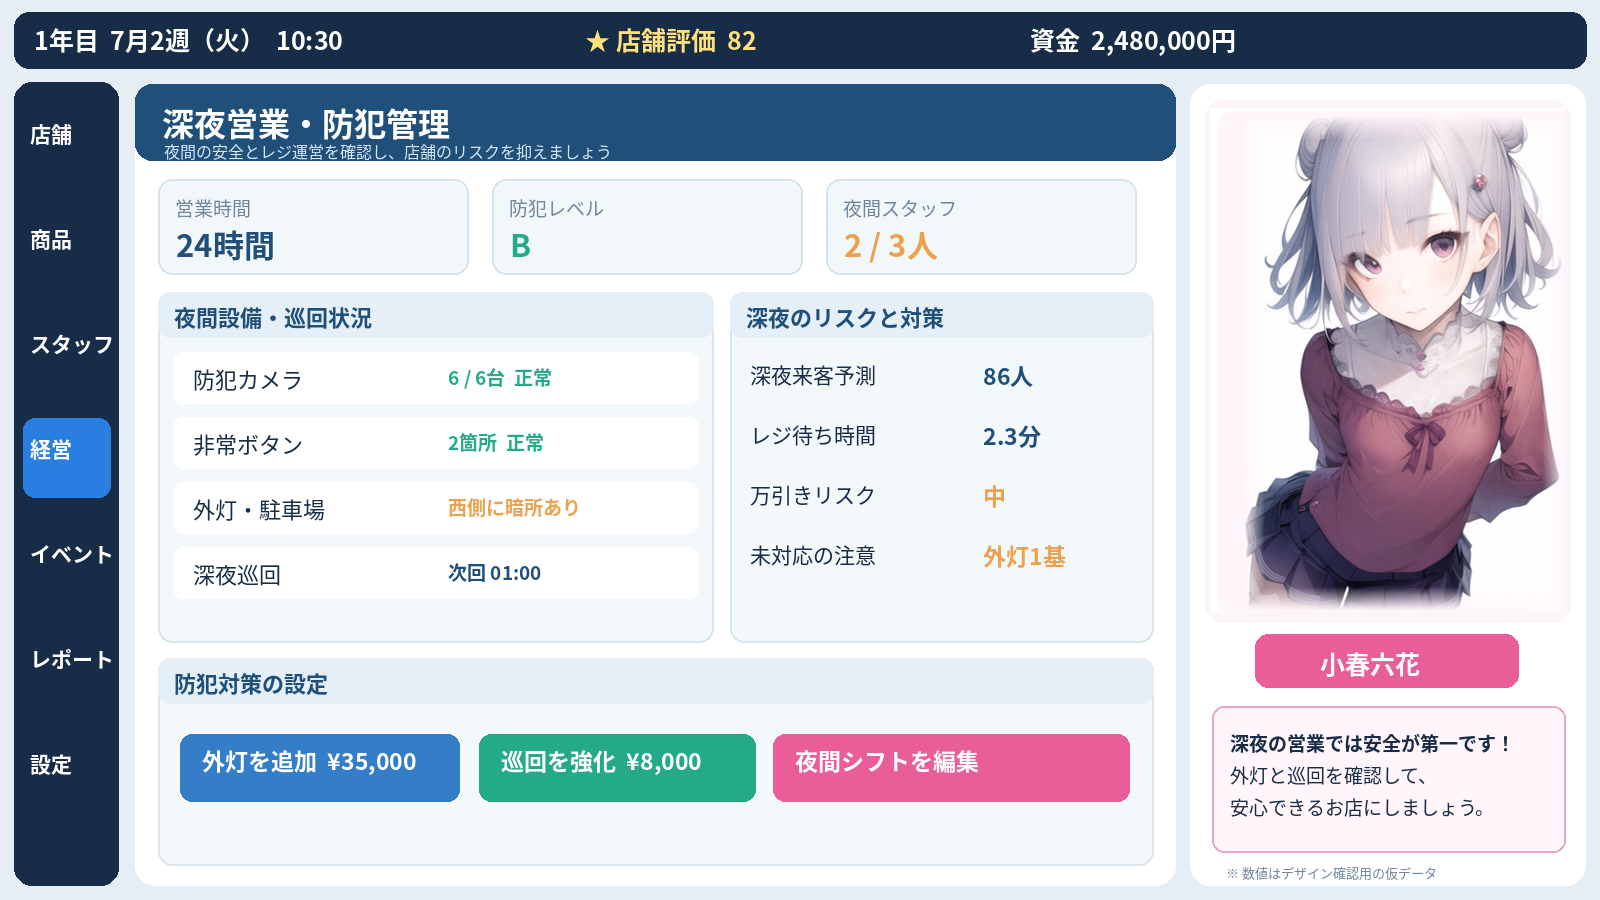 1年目 7月2週（火） 10:30
★ 店舗評価 82
資金 2,480,000円
店舗
商品
スタッフ
経営
イベント
レポート
設定
深夜営業・防犯管理
夜間の安全とレジ運営を確認し、店舗のリスクを抑えましょう
営業時間
24時間
防犯レベル
B
夜間スタッフ
2 / 3人
夜間設備・巡回状況
防犯カメラ 6 / 6台 正常
非常ボタン 2箇所 正常
外灯・駐車場 西側に暗所あり
深夜巡回 次回 01:00
深夜のリスクと対策
深夜来客予測 86人
レジ待ち時間 2.3分
万引きリスク 中
未対応の注意 外灯1基
防犯対策の設定
外灯を追加 ¥35,000
巡回を強化 ¥8,000
夜間シフトを編集
小春六花
深夜の営業では安全が第一です！
外灯と巡回を確認して、
安心できるお店にしましょう。
※ 数値はデザイン確認用の仮データ